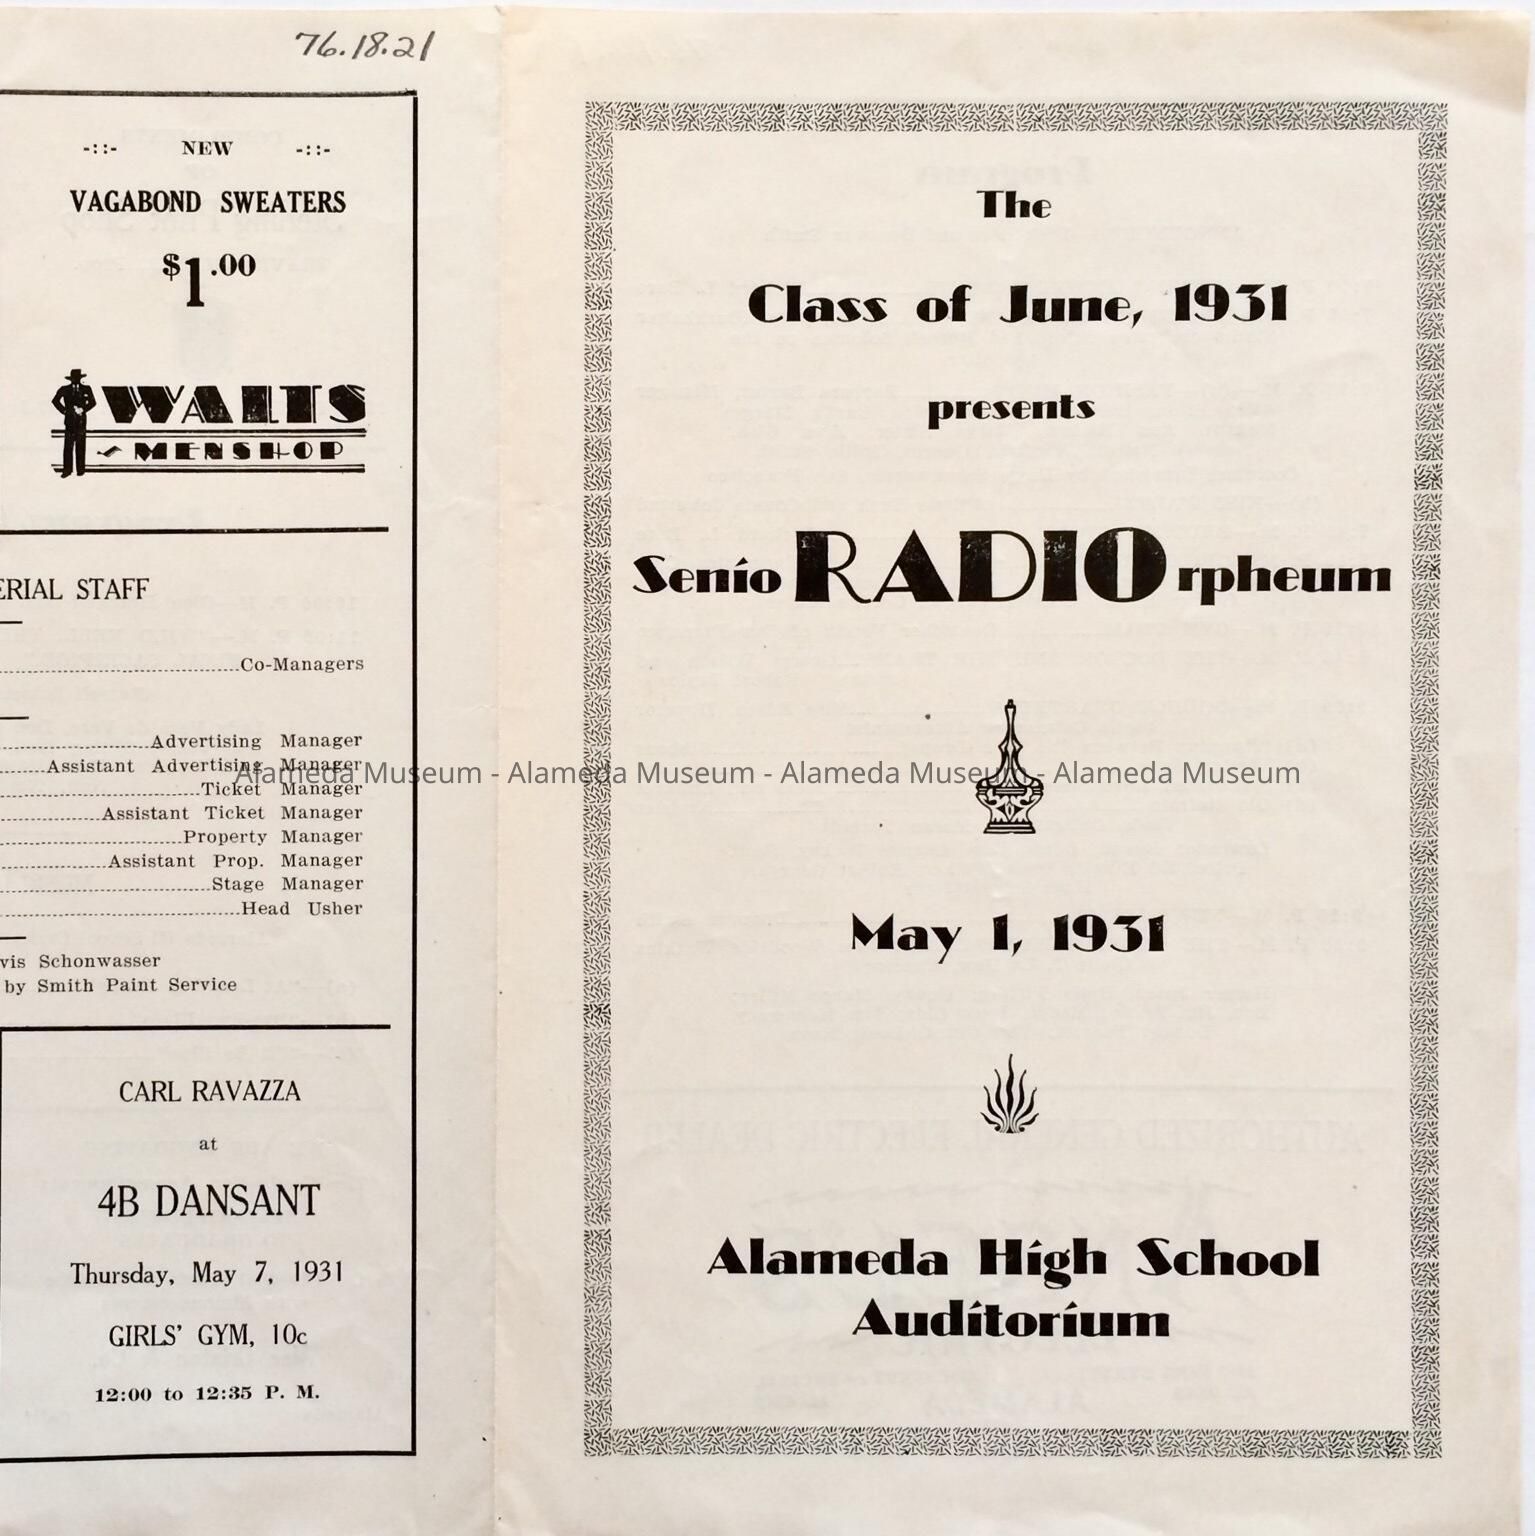 76.18.21
-::- NEW -::-
VAGABOND SWEATERS
$1.00
WALTS
MENSHOP
ERIAL STAFF
Co-Managers
Advertising Manager
Assistant Advertising Manager
Ticket Manager
Assistant Ticket Manager
Property Manager
Assistant Prop. Manager
Stage Manager
Head Usher
vis Schonwasser
by Smith Paint Service
CARL RAVAZZA
at
4B DANSANT
Thursday, May 7, 1931
GIRLS' GYM, 10c
12:00 to 12:35 P. M.
The
Class of June, 1931
presents
SenioRADIOrpheum
May 1, 1931
Alameda High School
Auditorium
Alameda Museum - Alameda Museum - Alameda Museum - Alameda Museum